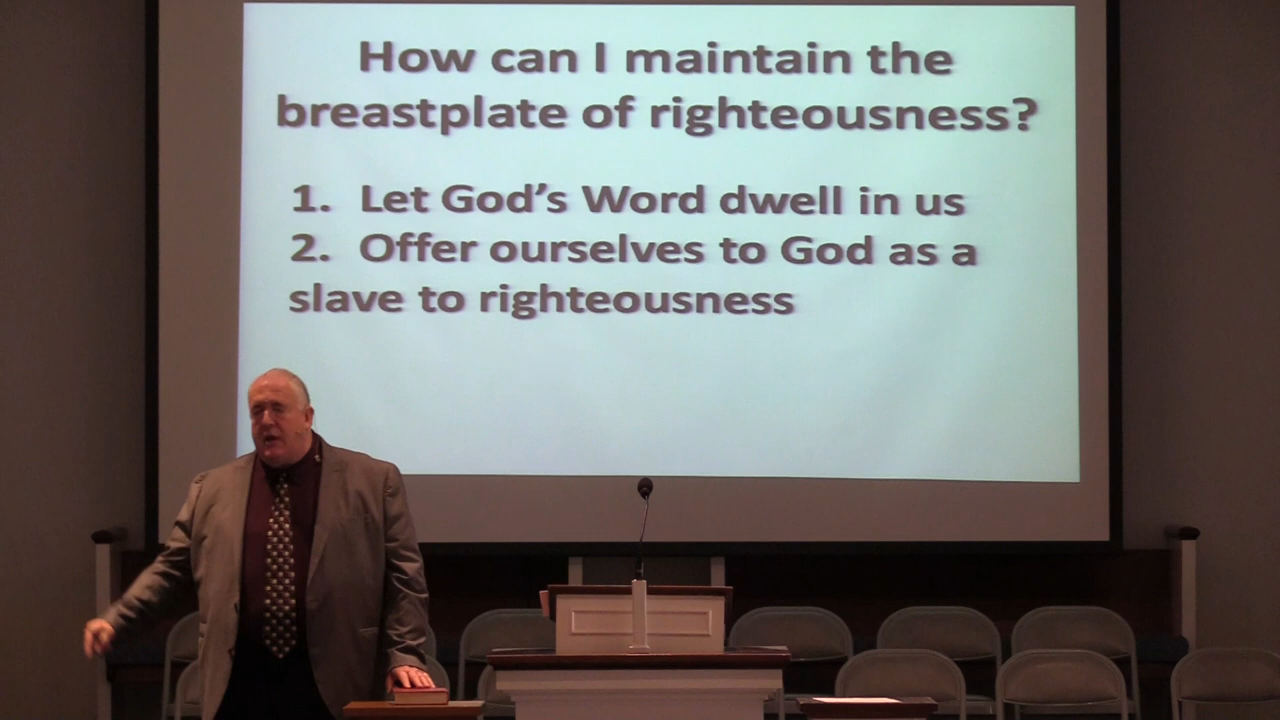 How can I maintain the
breastplate of righteousness?
1. Let God’s Word dwell in us
2. Offer ourselves to God as a
slave to righteousness